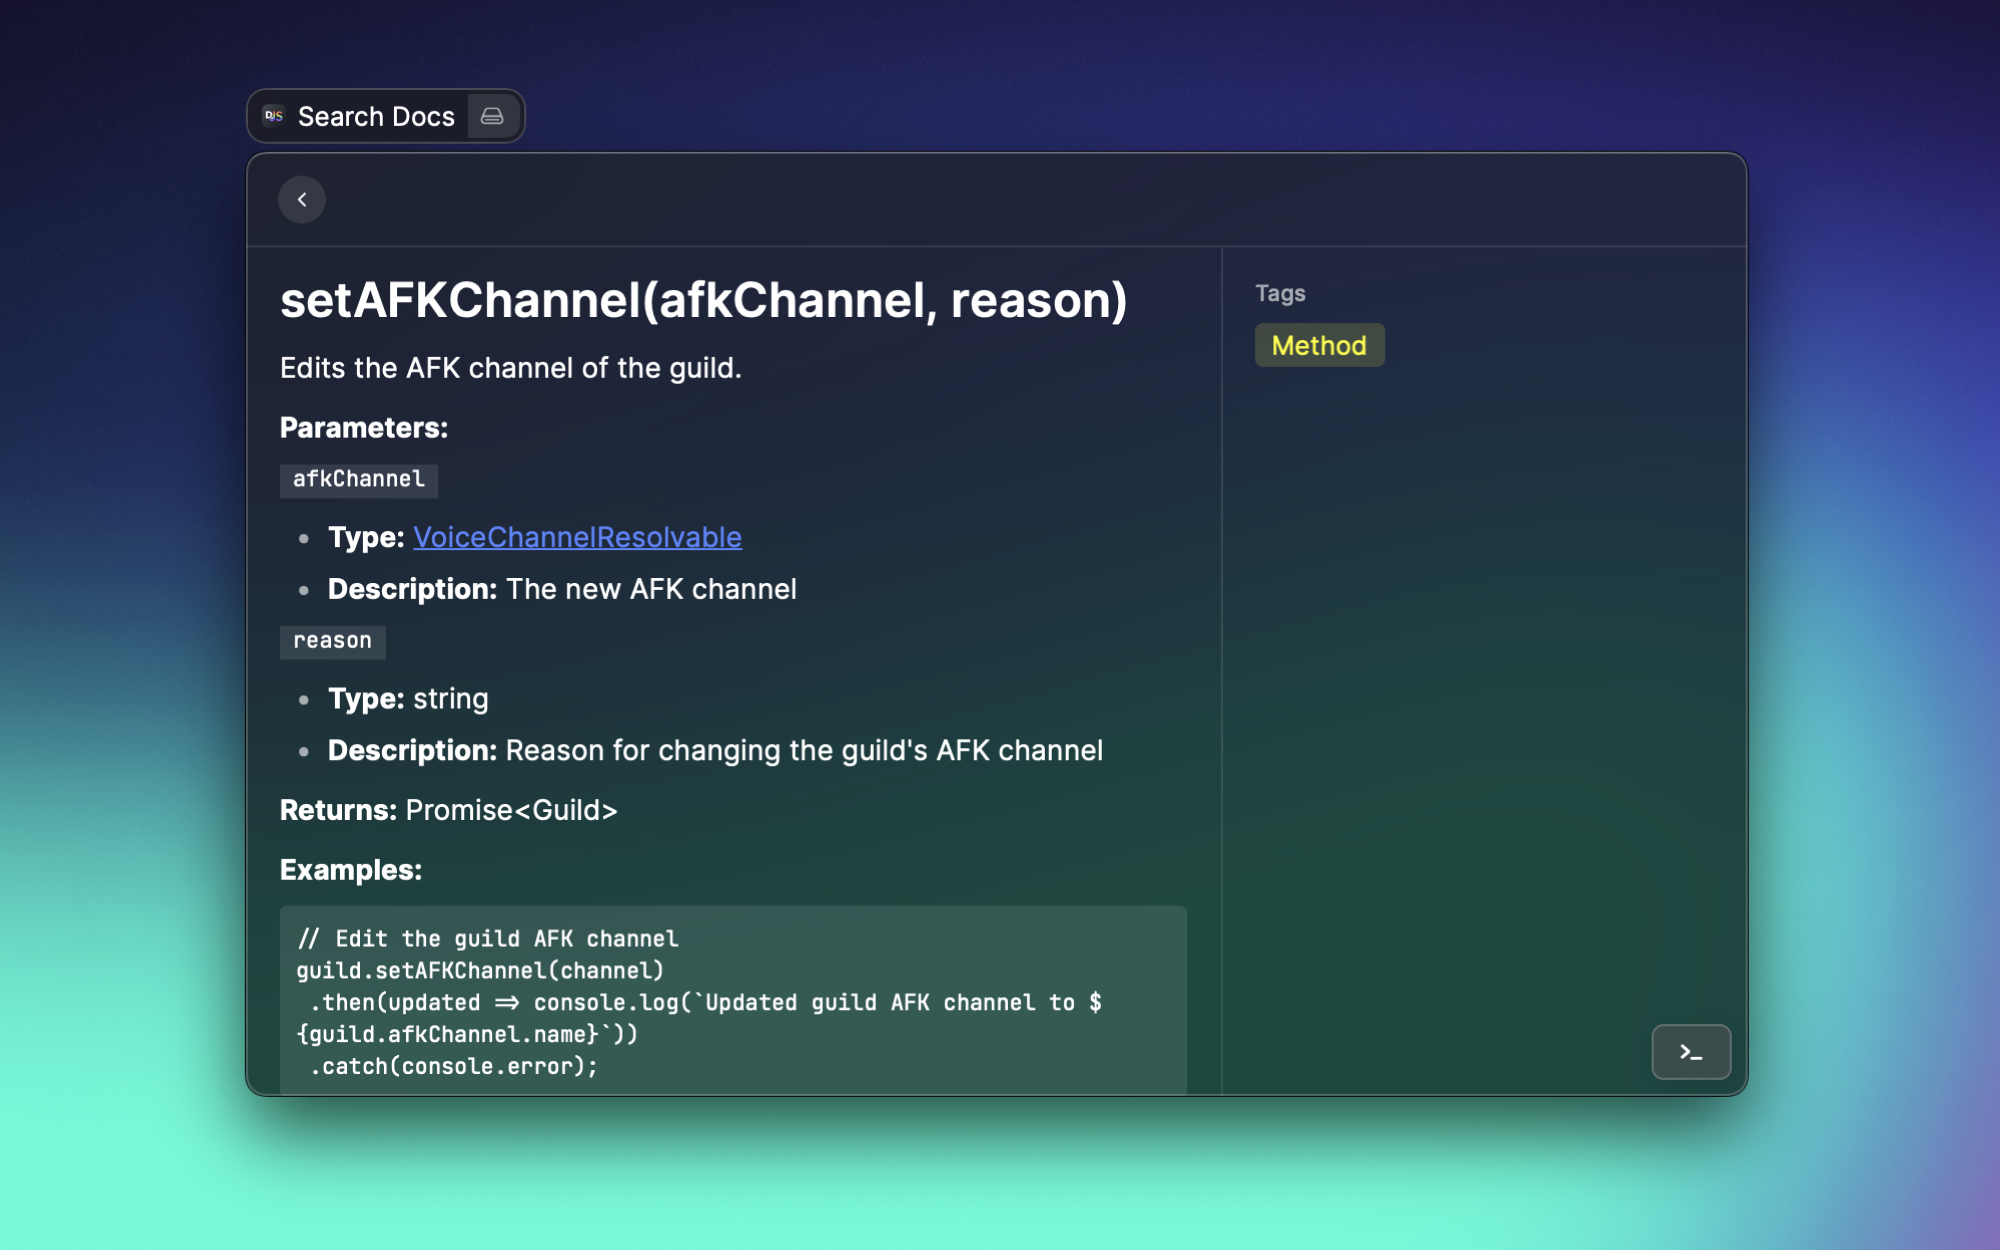 DJS Search Docs
setAFKChannel(afkChannel, reason)
Tags
Method
Edits the AFK channel of the guild.
Parameters:
afkChannel
• Type: VoiceChannelResolvable
• Description: The new AFK channel
reason
• Type: string
• Description: Reason for changing the guild's AFK channel
Returns: Promise<Guild>
Examples:
// Edit the guild AFK channel
guild.setAFKChannel(channel)
.then(updated => console.log(`Updated guild AFK channel to $
{guild.afkChannel.name}`))
.catch(console.error);
>_